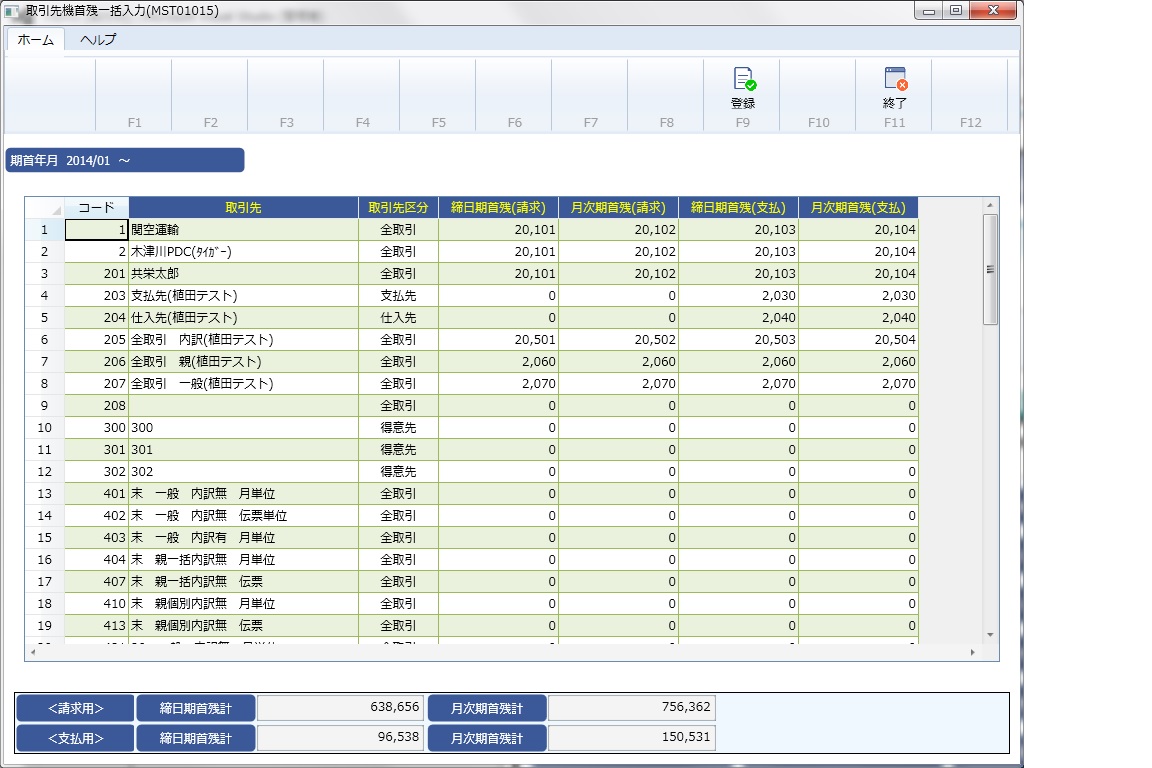 取引先機首残一括入力(MST01015)
ホーム ヘルプ
登録 終了
F1 F2 F3 F4 F5 F6 F7 F8 F9 F10 F11 F12
期首年月 2014/01 ～
コード 取引先 取引先区分 締日期首残(請求) 月次期首残(請求) 締日期首残(支払) 月次期首残(支払)
1 1 関空運輸 全取引 20,101 20,102 20,103 20,104
2 2 木津川PDC(ﾀｲｶﾞｰ) 全取引 20,101 20,102 20,103 20,104
3 201 共栄太郎 全取引 20,101 20,102 20,103 20,104
4 203 支払先(植田テスト) 支払先 0 0 2,030 2,030
5 204 仕入先(植田テスト) 仕入先 0 0 2,040 2,040
6 205 全取引　内訳(植田テスト) 全取引 20,501 20,502 20,503 20,504
7 206 全取引　親(植田テスト) 全取引 2,060 2,060 2,060 2,060
8 207 全取引　一般(植田テスト) 全取引 2,070 2,070 2,070 2,070
9 208 全取引 0 0 0 0
10 300 300 得意先 0 0 0 0
11 301 301 得意先 0 0 0 0
12 302 302 得意先 0 0 0 0
13 401 末　一般　内訳無　月単位 全取引 0 0 0 0
14 402 末　一般　内訳無　伝票単位 全取引 0 0 0 0
15 403 末　一般　内訳有　月単位 全取引 0 0 0 0
16 404 末　親一括内訳無　月単位 全取引 0 0 0 0
17 407 末　親一括内訳無　伝票 全取引 0 0 0 0
18 410 末　親個別内訳無　月単位 全取引 0 0 0 0
19 413 末　親個別内訳無　伝票 全取引 0 0 0 0
<請求用> 締日期首残計 638,656 月次期首残計 756,362
<支払用> 締日期首残計 96,538 月次期首残計 150,531